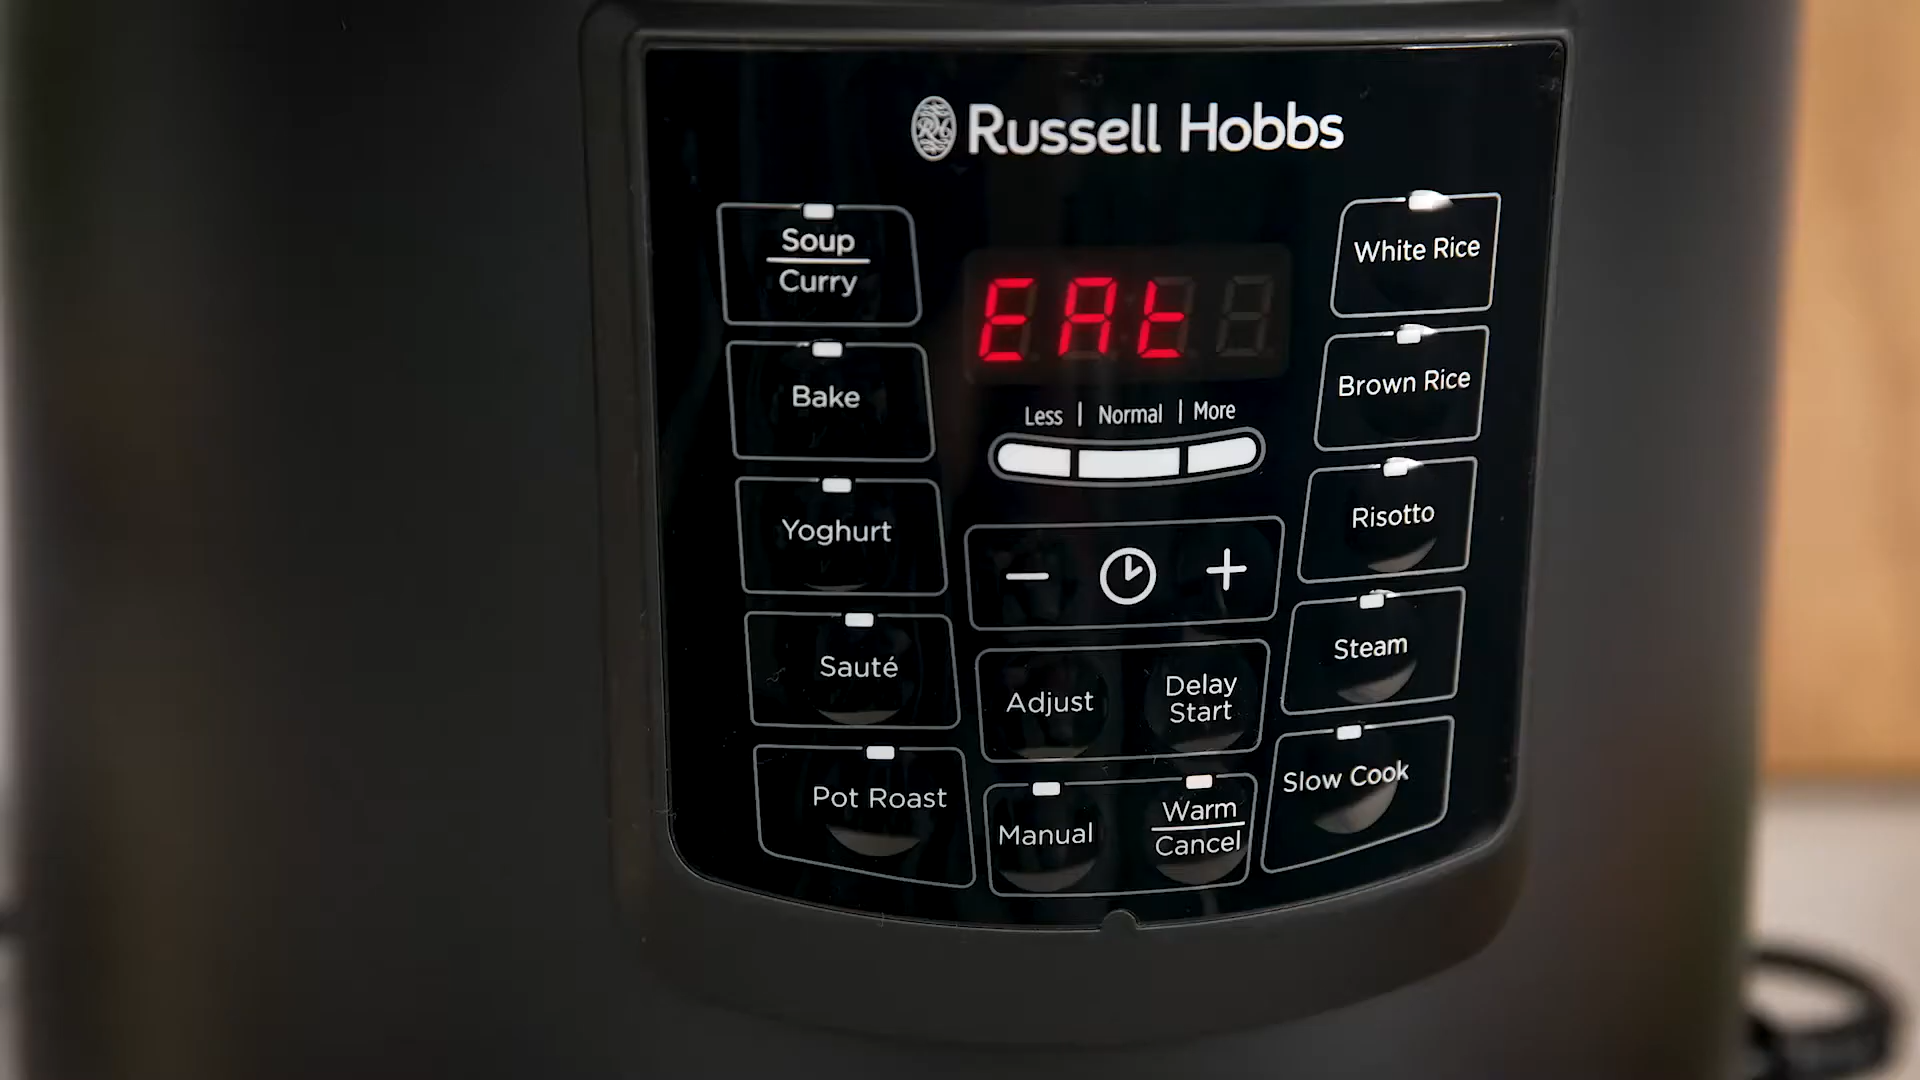 Russell Hobbs
Soup
Curry
Bake
Yoghurt
Sauté
Pot Roast
EAt
Less | Normal | More
− +
Adjust
Delay
Start
Manual
Warm
Cancel
White Rice
Brown Rice
Risotto
Steam
Slow Cook